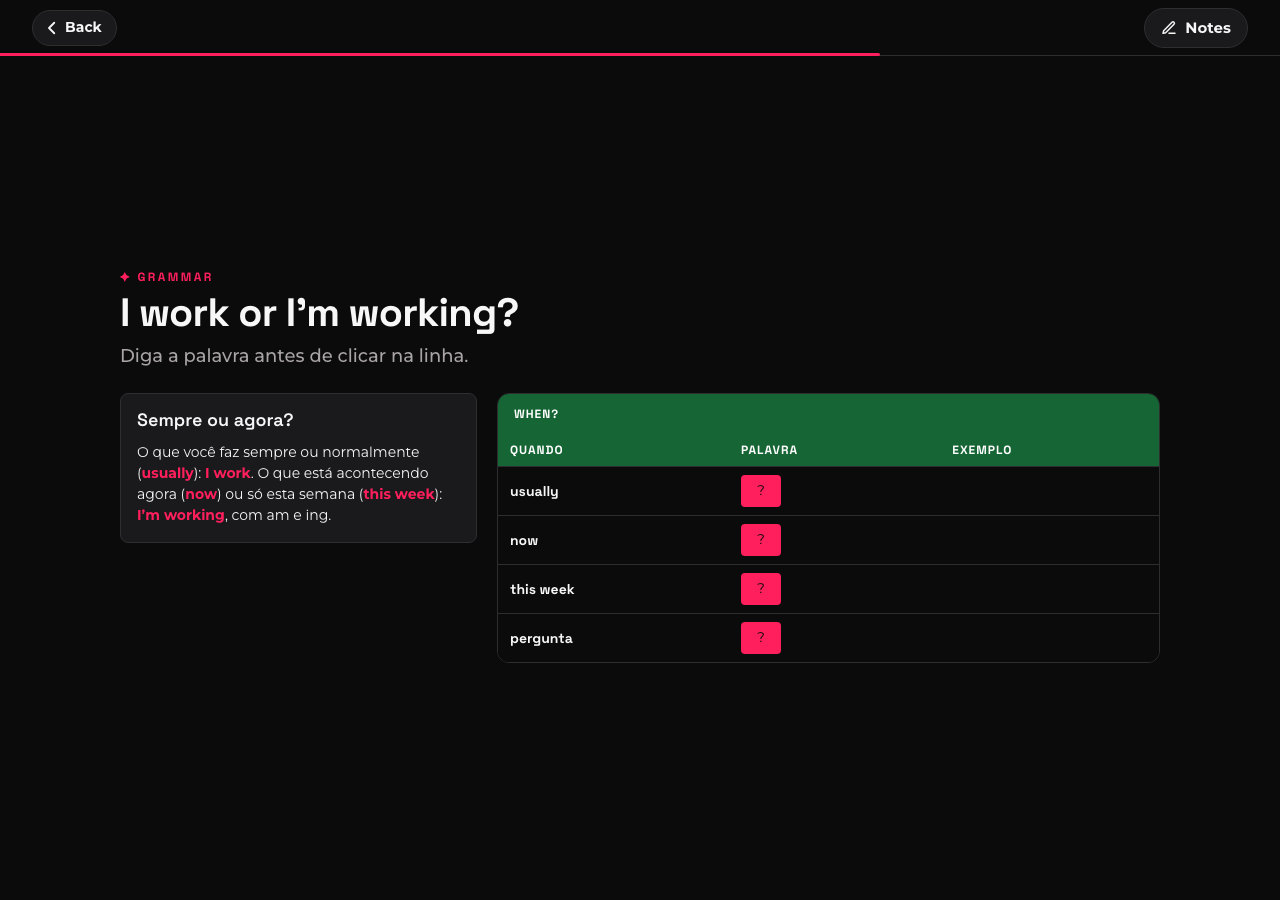 Back
Notes
GRAMMAR
I work or I'm working?
Diga a palavra antes de clicar na linha.
Sempre ou agora?
O que você faz sempre ou normalmente
(usually): I work. O que está acontecendo
agora (now) ou só esta semana (this week):
I'm working, com am e ing.
WHEN?
QUANDO PALAVRA EXEMPLO
usually ?
now ?
this week ?
pergunta ?